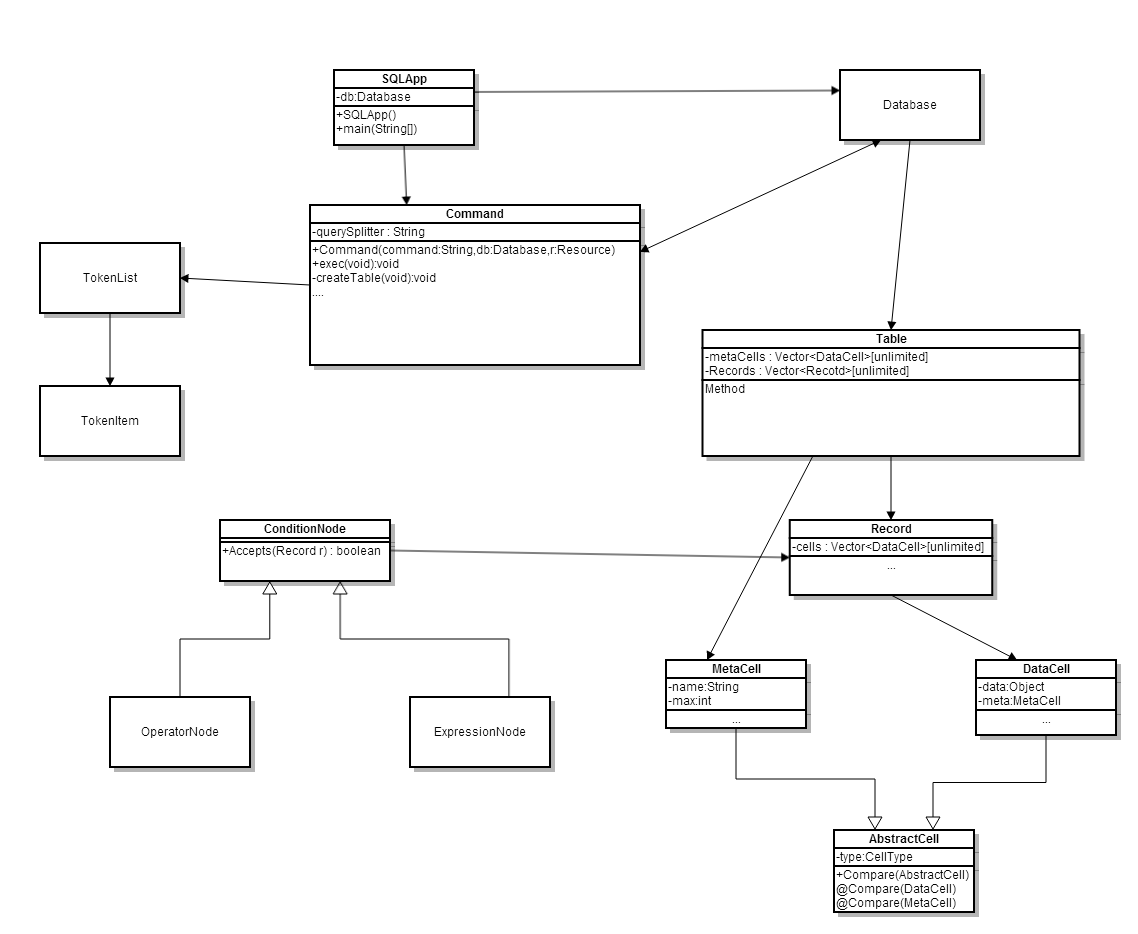 SQLApp
-db:Database
+SQLApp()
+main(String[])
Database
Command
-querySplitter : String
+Command(command:String,db:Database,r:Resource)
+exec(void):void
-createTable(void):void
....
TokenList
TokenItem
Table
-metaCells : Vector<DataCell>[unlimited]
-Records : Vector<Recotd>[unlimited]
Method
ConditionNode
+Accepts(Record r) : boolean
Record
-cells : Vector<DataCell>[unlimited]
...
OperatorNode
ExpressionNode
MetaCell
-name:String
-max:int
...
DataCell
-data:Object
-meta:MetaCell
...
AbstractCell
-type:CellType
+Compare(AbstractCell)
@Compare(DataCell)
@Compare(MetaCell)